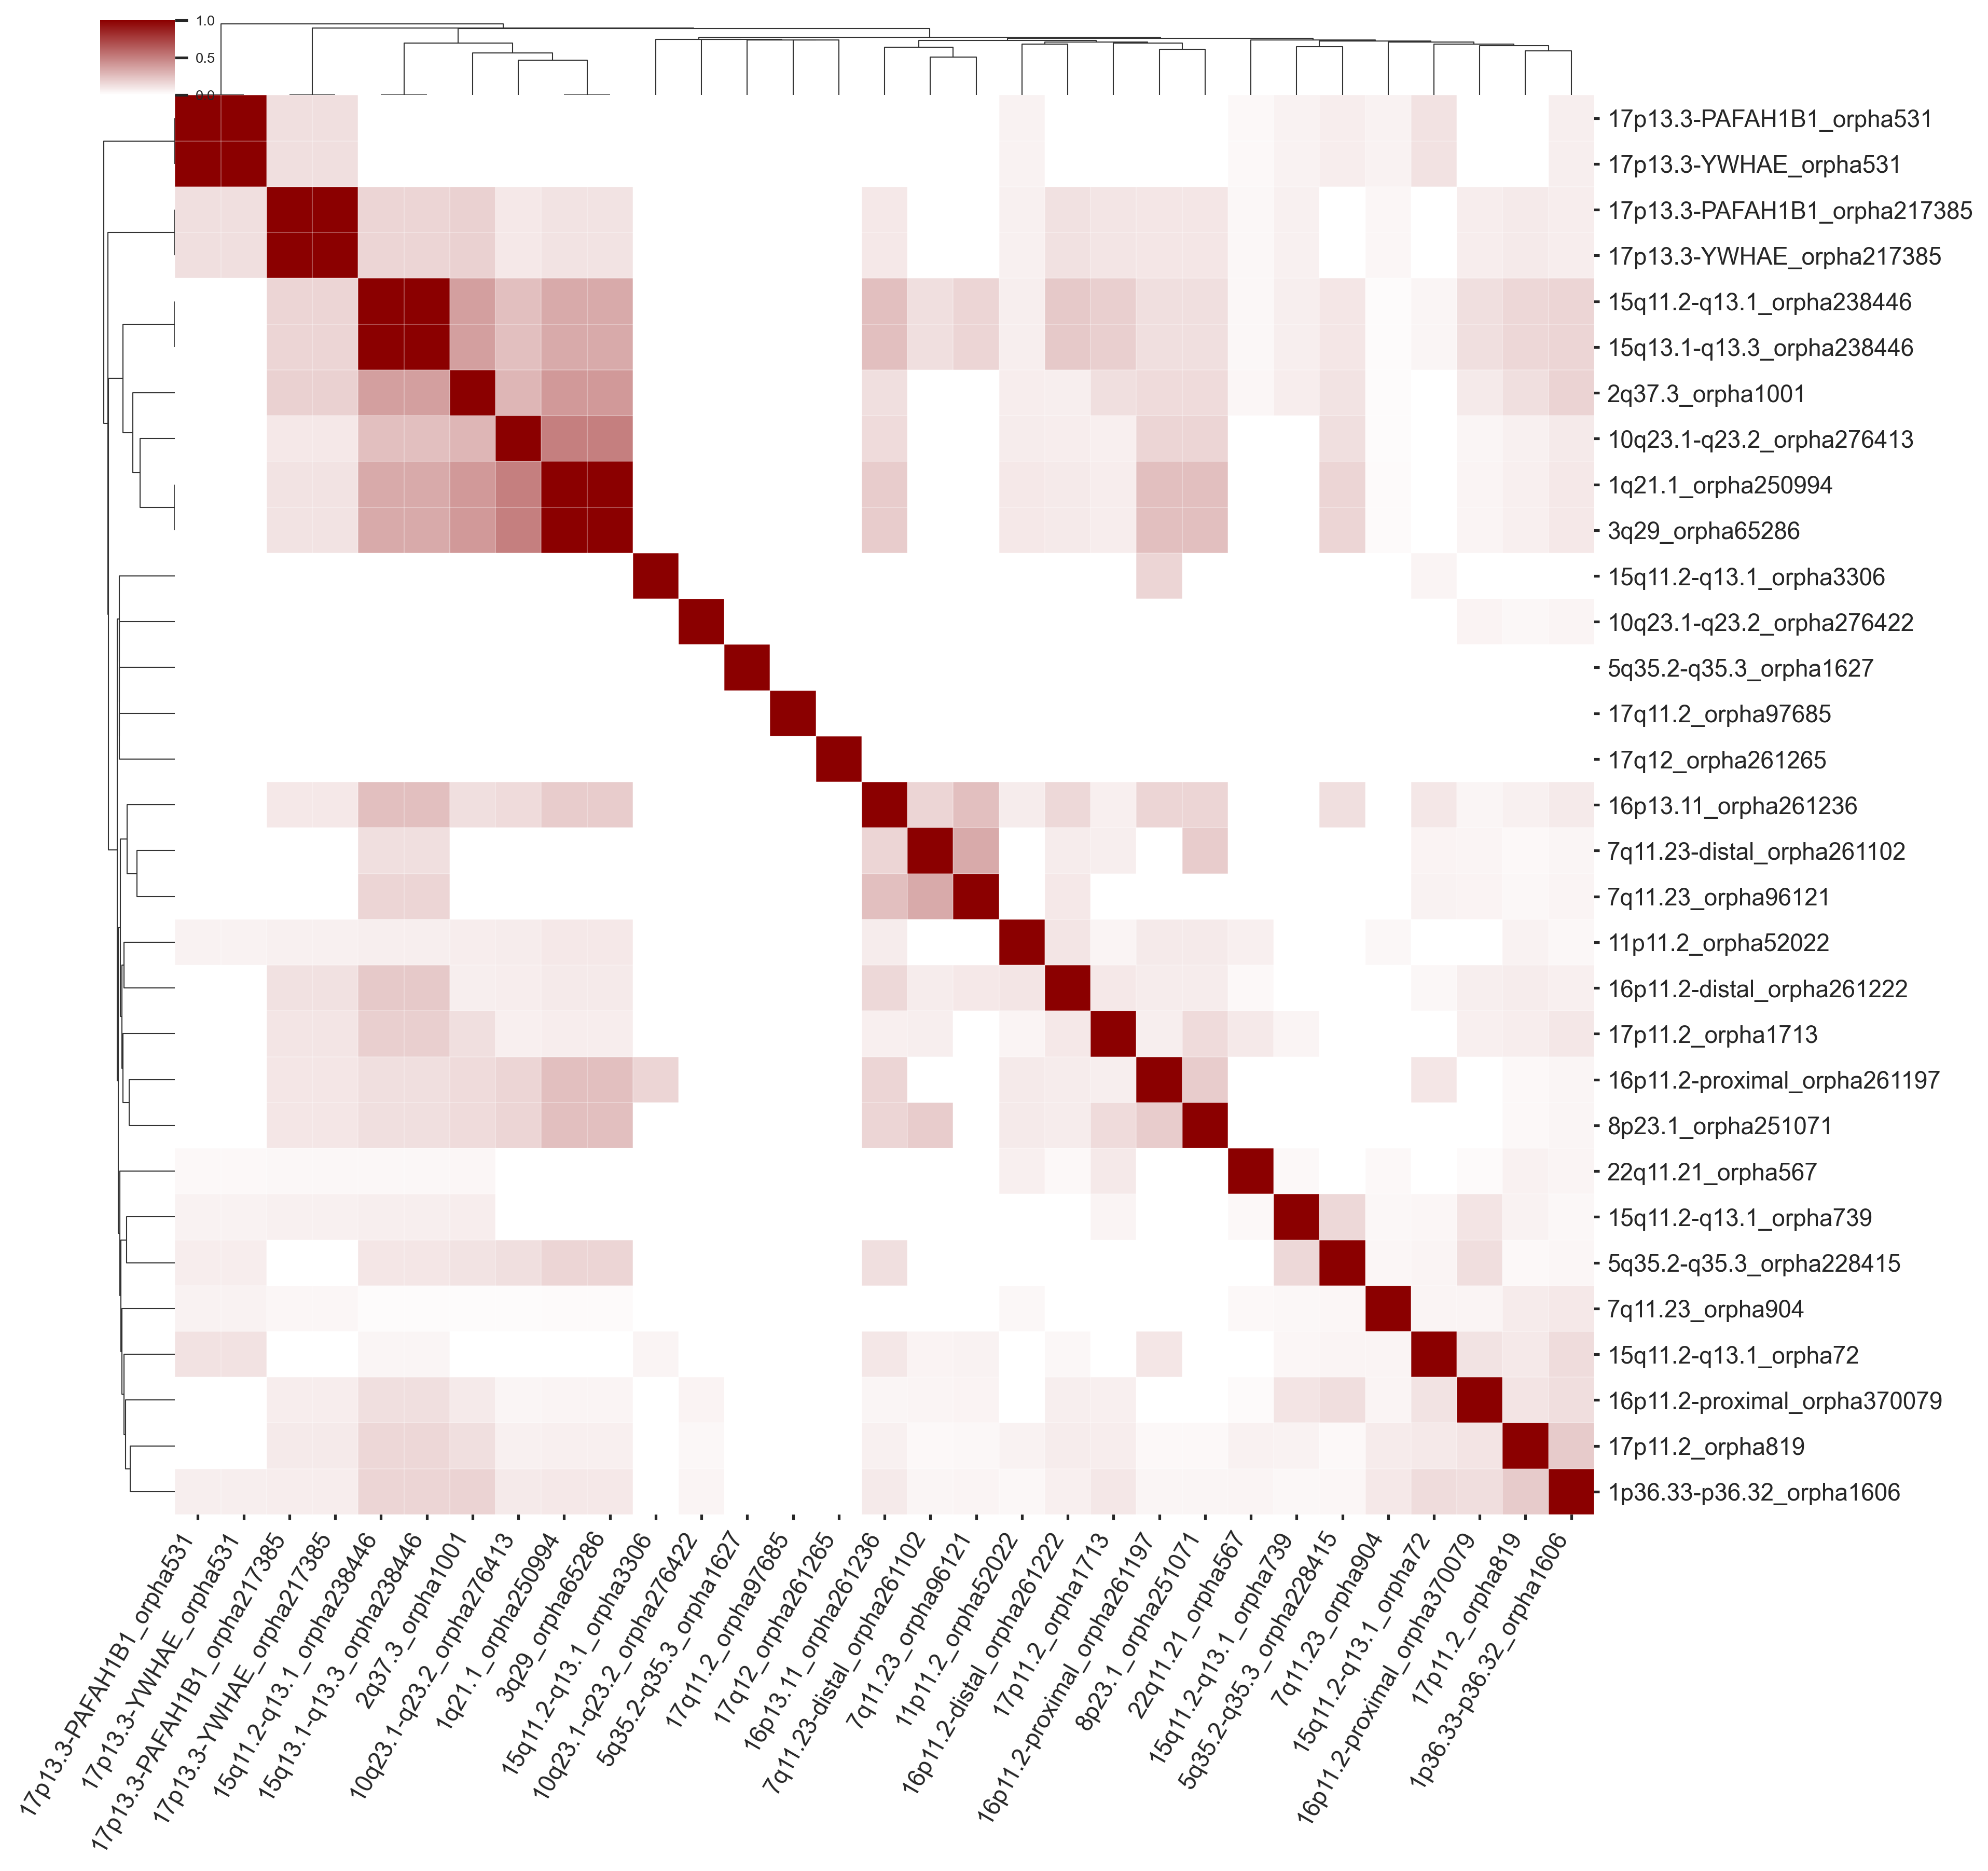 1.0
0.5
0.0
17p13.3-PAFAH1B1_orpha531
17p13.3-YWHAE_orpha531
17p13.3-PAFAH1B1_orpha217385
17p13.3-YWHAE_orpha217385
15q11.2-q13.1_orpha238446
15q13.1-q13.3_orpha238446
2q37.3_orpha1001
10q23.1-q23.2_orpha276413
1q21.1_orpha250994
3q29_orpha65286
15q11.2-q13.1_orpha3306
10q23.1-q23.2_orpha276422
5q35.2-q35.3_orpha1627
17q11.2_orpha97685
17q12_orpha261265
16p13.11_orpha261236
7q11.23-distal_orpha261102
7q11.23_orpha96121
11p11.2_orpha52022
16p11.2-distal_orpha261222
17p11.2_orpha1713
16p11.2-proximal_orpha261197
8p23.1_orpha251071
22q11.21_orpha567
15q11.2-q13.1_orpha739
5q35.2-q35.3_orpha228415
7q11.23_orpha904
15q11.2-q13.1_orpha72
16p11.2-proximal_orpha370079
17p11.2_orpha819
1p36.33-p36.32_orpha1606
17p13.3-PAFAH1B1_orpha531
17p13.3-YWHAE_orpha531
17p13.3-PAFAH1B1_orpha217385
17p13.3-YWHAE_orpha217385
15q11.2-q13.1_orpha238446
15q13.1-q13.3_orpha238446
2q37.3_orpha1001
10q23.1-q23.2_orpha276413
1q21.1_orpha250994
3q29_orpha65286
15q11.2-q13.1_orpha3306
10q23.1-q23.2_orpha276422
5q35.2-q35.3_orpha1627
17q11.2_orpha97685
17q12_orpha261265
16p13.11_orpha261236
7q11.23-distal_orpha261102
7q11.23_orpha96121
11p11.2_orpha52022
16p11.2-distal_orpha261222
17p11.2_orpha1713
16p11.2-proximal_orpha261197
8p23.1_orpha251071
22q11.21_orpha567
15q11.2-q13.1_orpha739
5q35.2-q35.3_orpha228415
7q11.23_orpha904
15q11.2-q13.1_orpha72
16p11.2-proximal_orpha370079
17p11.2_orpha819
1p36.33-p36.32_orpha1606